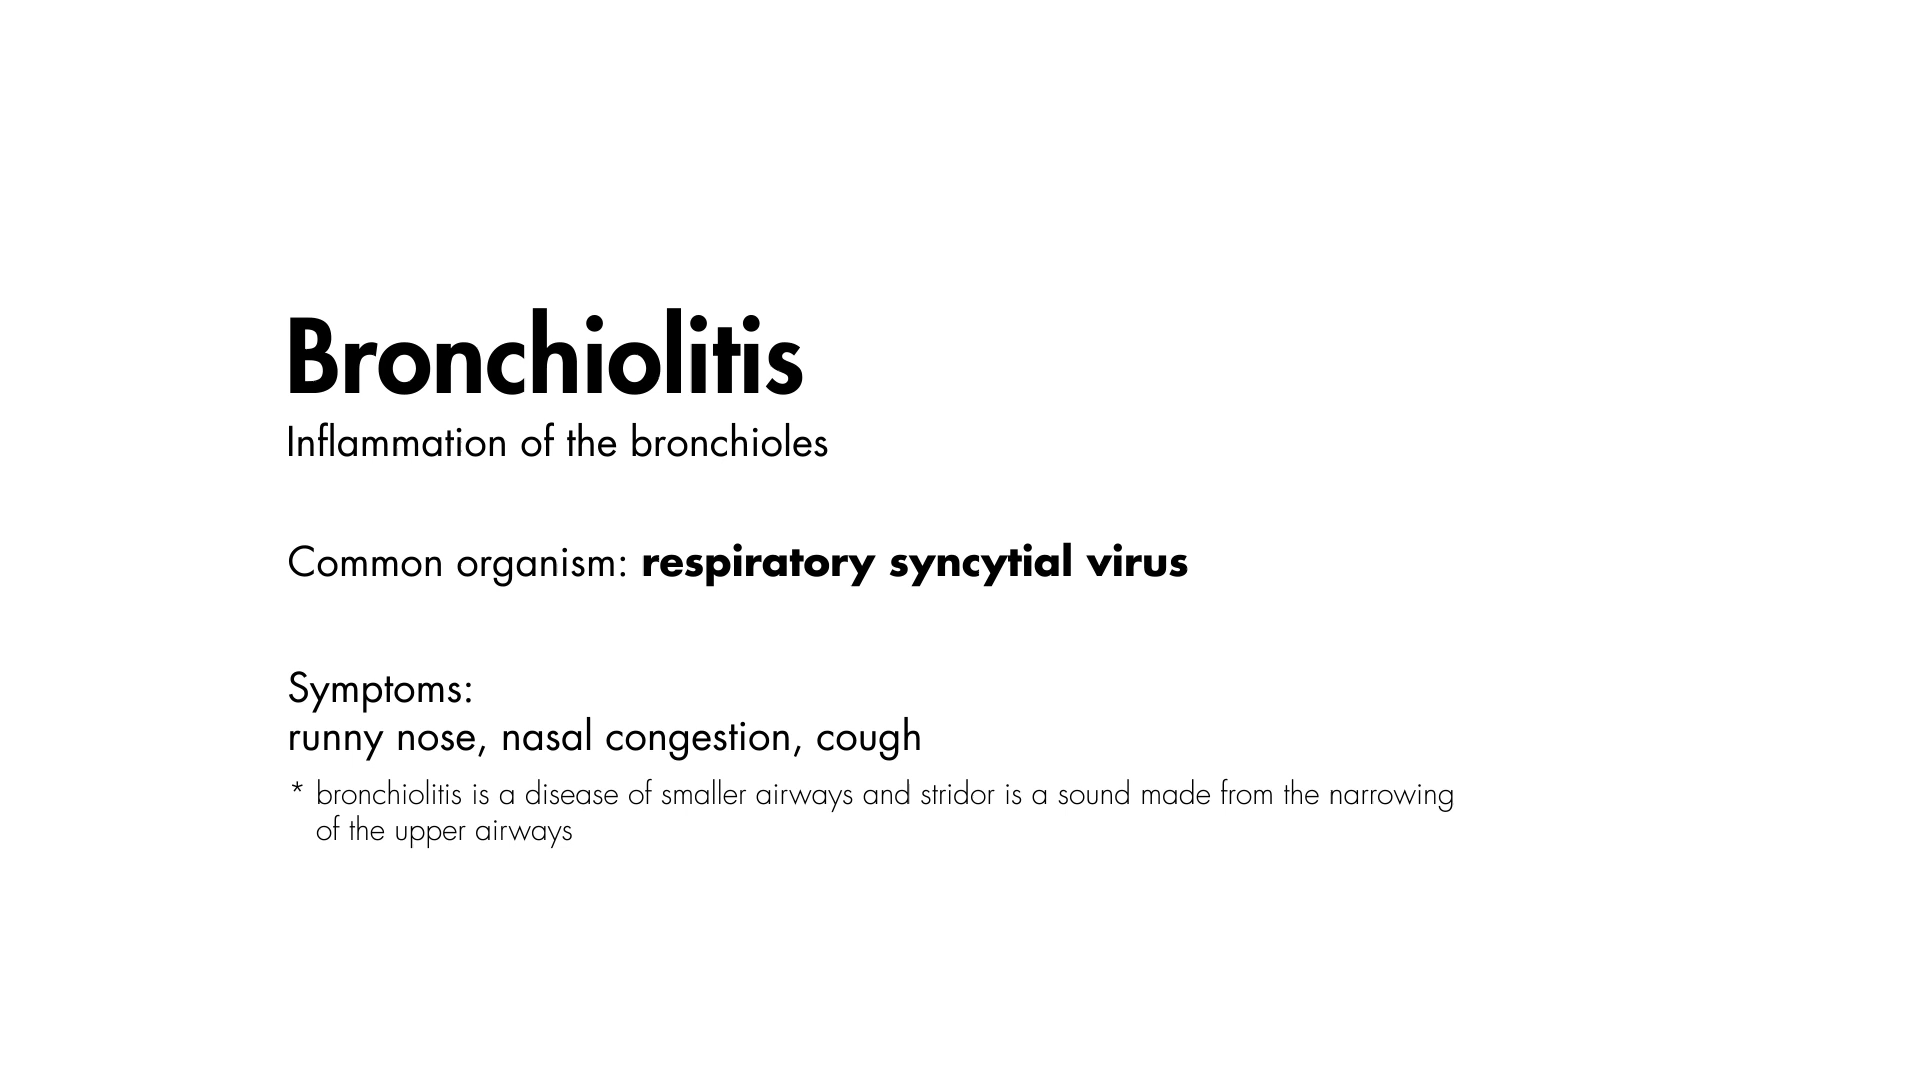 Bronchiolitis
Inflammation of the bronchioles
Common organism: respiratory syncytial virus
Symptoms:
runny nose, nasal congestion, cough
* bronchiolitis is a disease of smaller airways and stridor is a sound made from the narrowing
of the upper airways